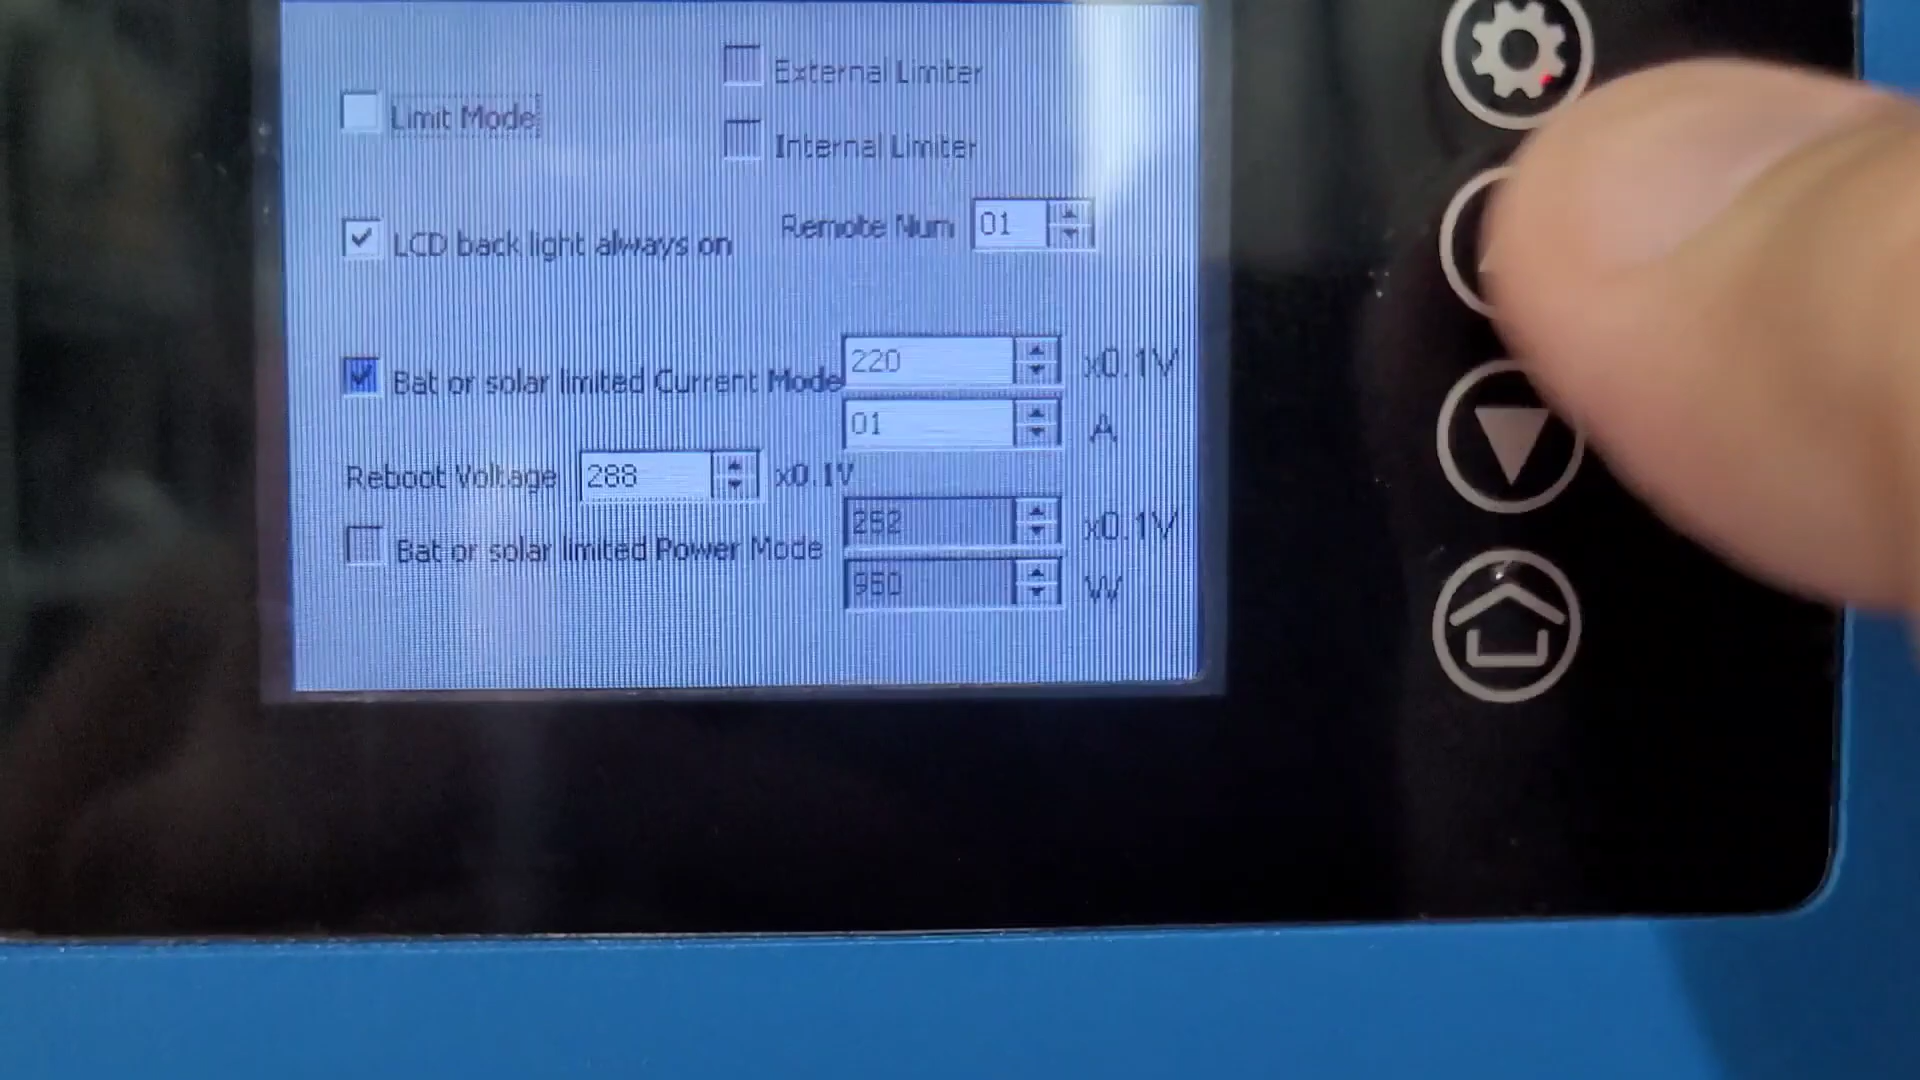 External Limiter
Limit Mode
Internal Limiter
Remote Num 01
LCD back light always on
220 x0.1V
Bat or solar limited Current Mode
01 A
Reboot Voltage 288 x0.1V
252 x0.1V
Bat or solar limited Power Mode
950 W